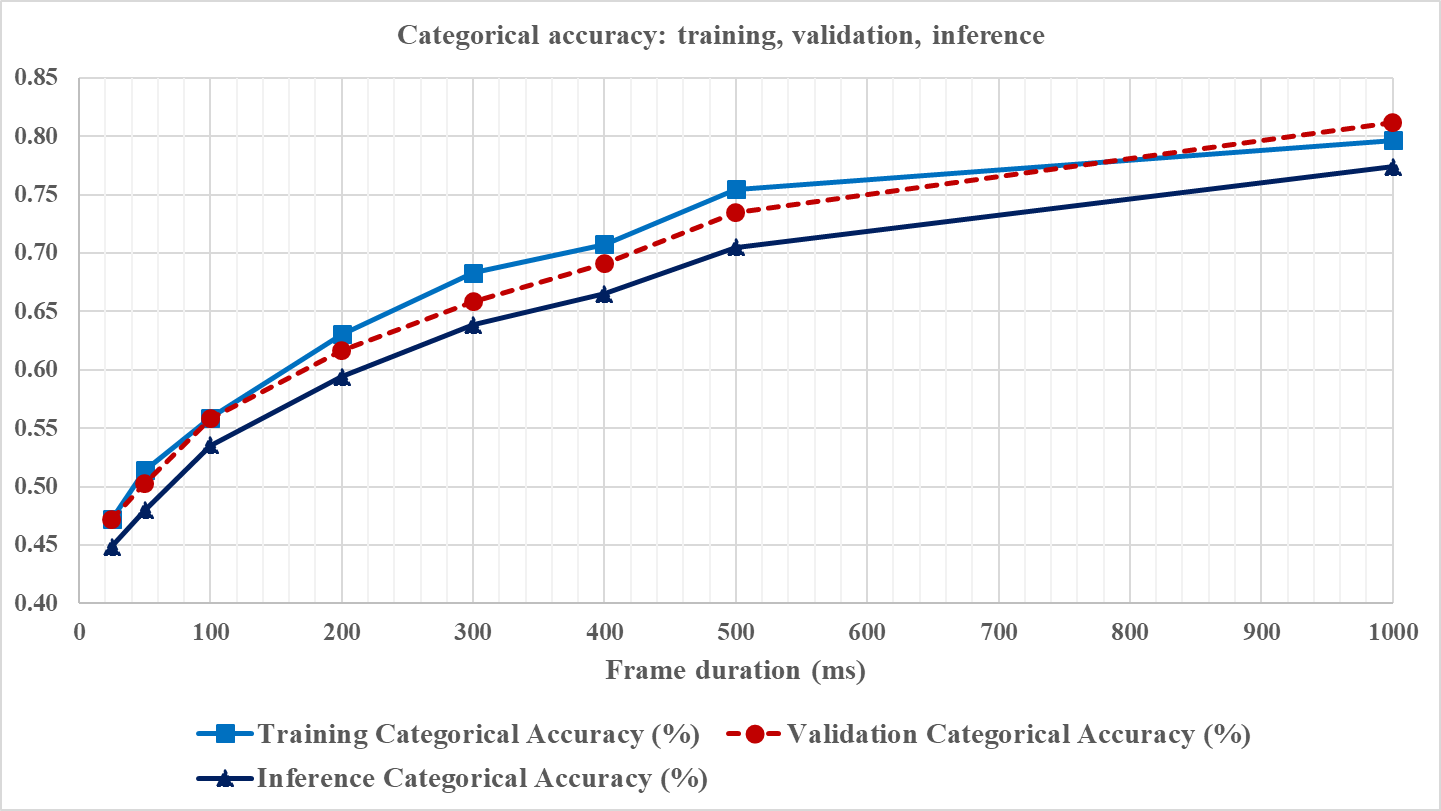 Categorical accuracy: training, validation, inference
0.85
0.80
0.75
0.70
0.65
0.60
0.55
0.50
0.45
0.40
0 100 200 300 400 500 600 700 800 900 1000
Frame duration (ms)
Training Categorical Accuracy (%) Validation Categorical Accuracy (%)
Inference Categorical Accuracy (%)